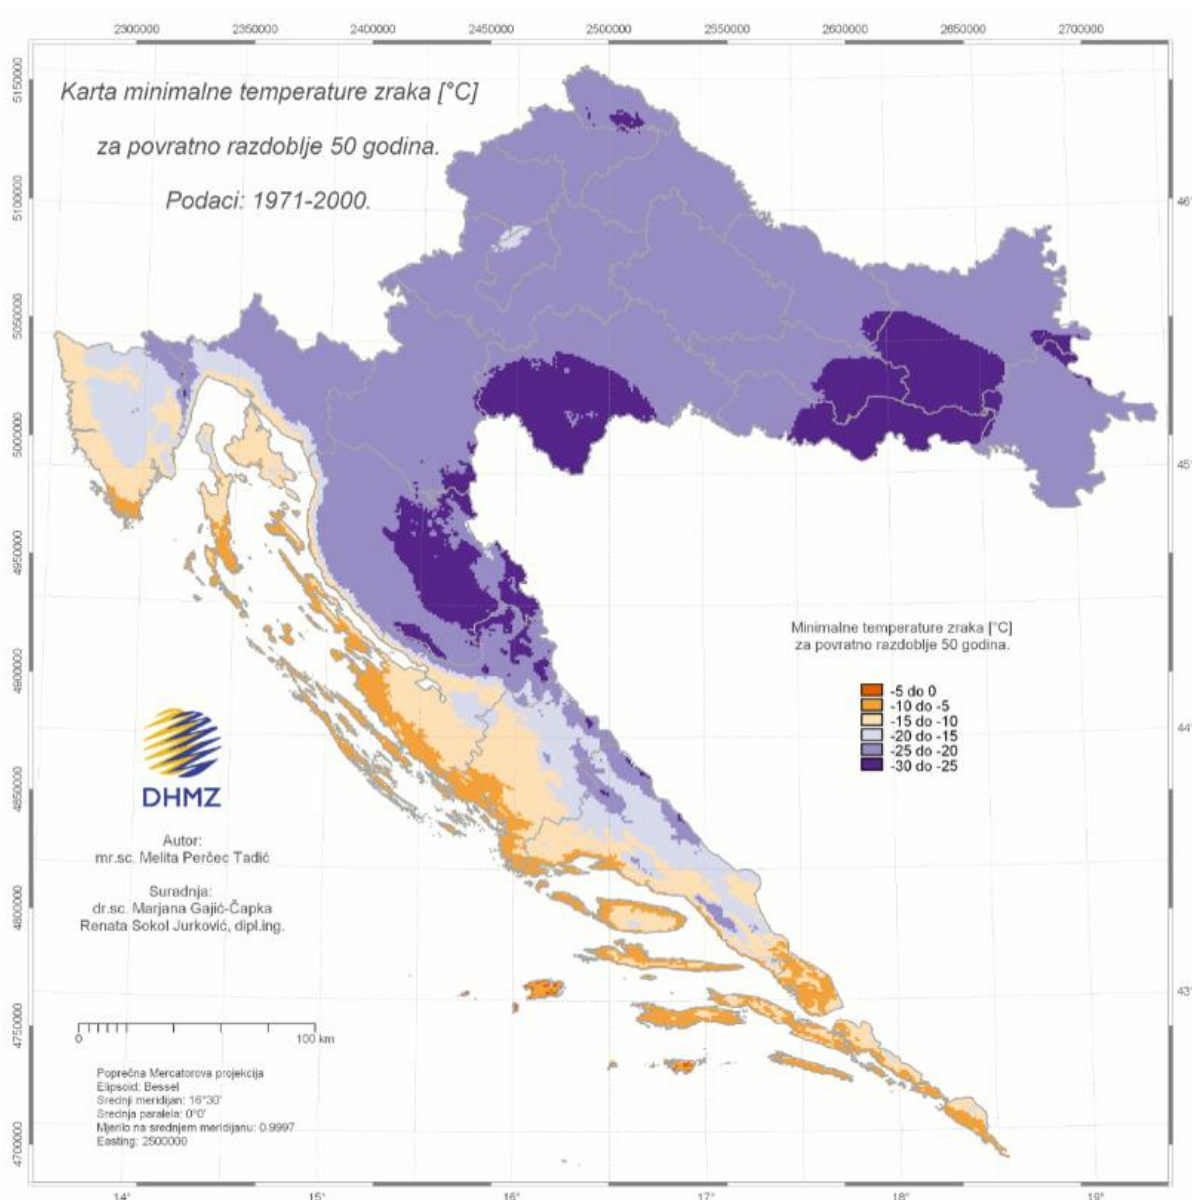 2300000 2350000 2400000 2450000 2500000 2550000 2600000 2650000 2700000
5150000
5100000
5050000
5000000
4950000
4900000
4850000
4800000
4750000
4700000
Karta minimalne temperature zraka [°C]
za povratno razdoblje 50 godina.
Podaci: 1971-2000.
46°
45°
44°
43°
Minimalne temperature zraka [°C]
za povratno razdoblje 50 godina.
-5 do 0
-10 do -5
-15 do -10
-20 do -15
-25 do -20
-30 do -25
DHMZ
Autor:
mr.sc. Melita Perčec Tadić
Suradnja:
dr.sc. Marjana Gajić-Čapka
Renata Sokol Jurković, dipl.ing.
0 100 km
Poprečna Mercatorova projekcija
Elipsoid: Bessel
Srednji meridijan: 16°30'
Srednja paralela: 0°0'
Mjerilo na srednjem meridijanu: 0.9997
Easting: 2500000
14° 15° 16° 17° 18° 19°